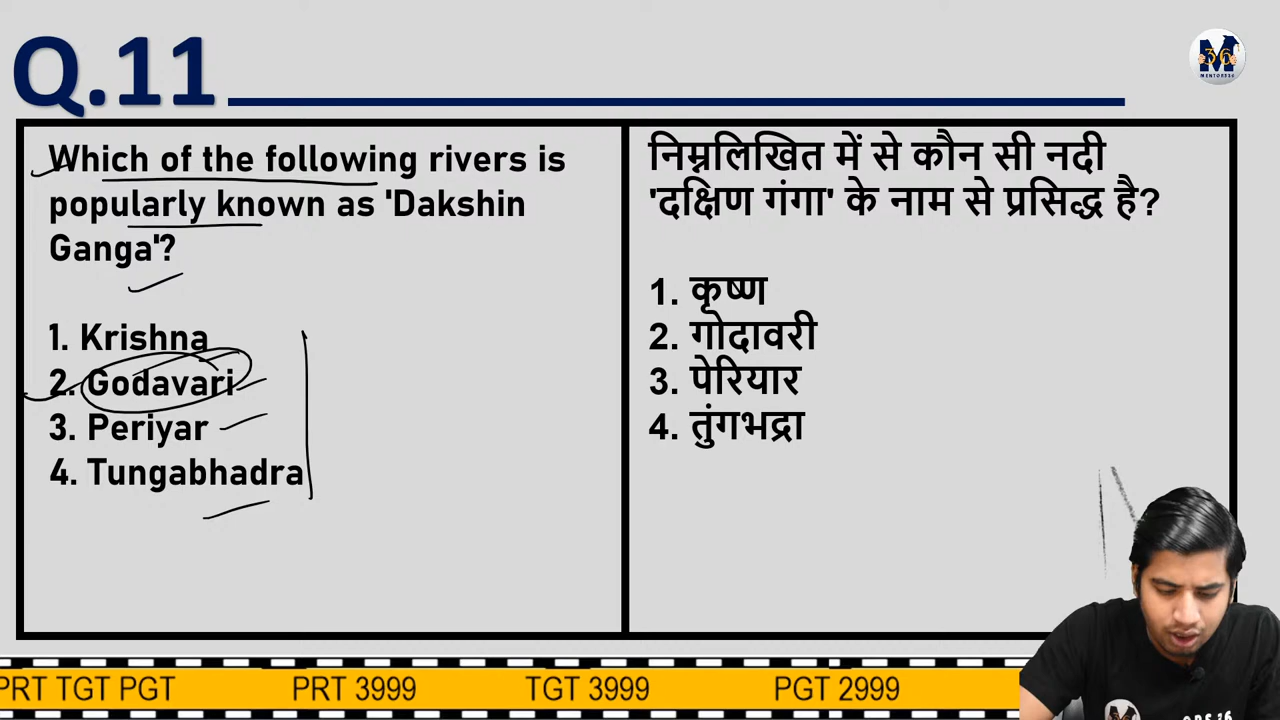 Q.11
36
MENTORS36
Which of the following rivers is
popularly known as 'Dakshin
Ganga'?
1. Krishna
2. Godavari
3. Periyar
4. Tungabhadra
निम्नलिखित में से कौन सी नदी
'दक्षिण गंगा' के नाम से प्रसिद्ध है?
1. कृष्ण
2. गोदावरी
3. पेरियार
4. तुंगभद्रा
PRT TGT PGT
PRT 3999
TGT 3999
PGT 2999